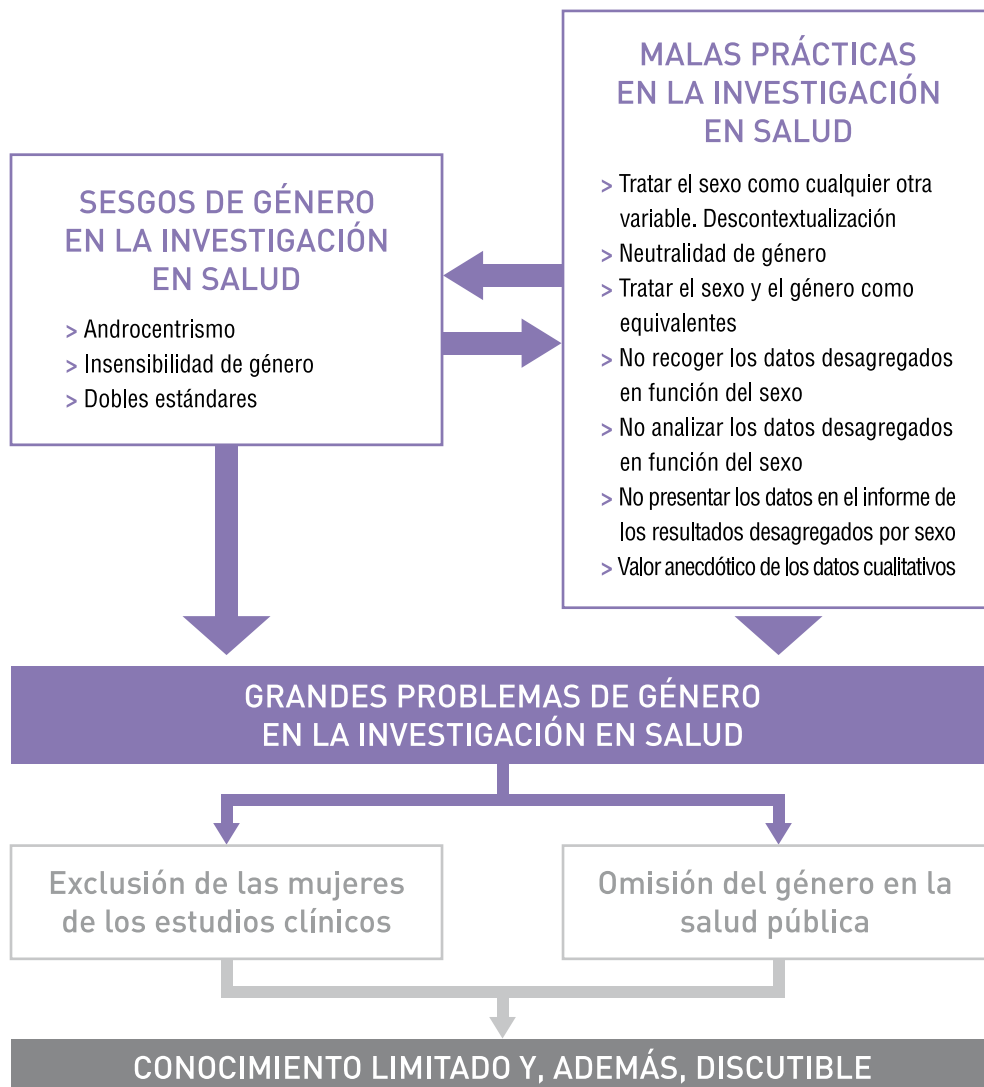 SESGOS DE GÉNERO
EN LA INVESTIGACIÓN
EN SALUD
> Androcentrismo
> Insensibilidad de género
> Dobles estándares
MALAS PRÁCTICAS
EN LA INVESTIGACIÓN
EN SALUD
> Tratar el sexo como cualquier otra
variable. Descontextualización
> Neutralidad de género
> Tratar el sexo y el género como
equivalentes
> No recoger los datos desagregados
en función del sexo
> No analizar los datos desagregados
en función del sexo
> No presentar los datos en el informe de
los resultados desagregados por sexo
> Valor anecdótico de los datos cualitativos
GRANDES PROBLEMAS DE GÉNERO
EN LA INVESTIGACIÓN EN SALUD
Exclusión de las mujeres
de los estudios clínicos
Omisión del género en la
salud pública
CONOCIMIENTO LIMITADO Y, ADEMÁS, DISCUTIBLE